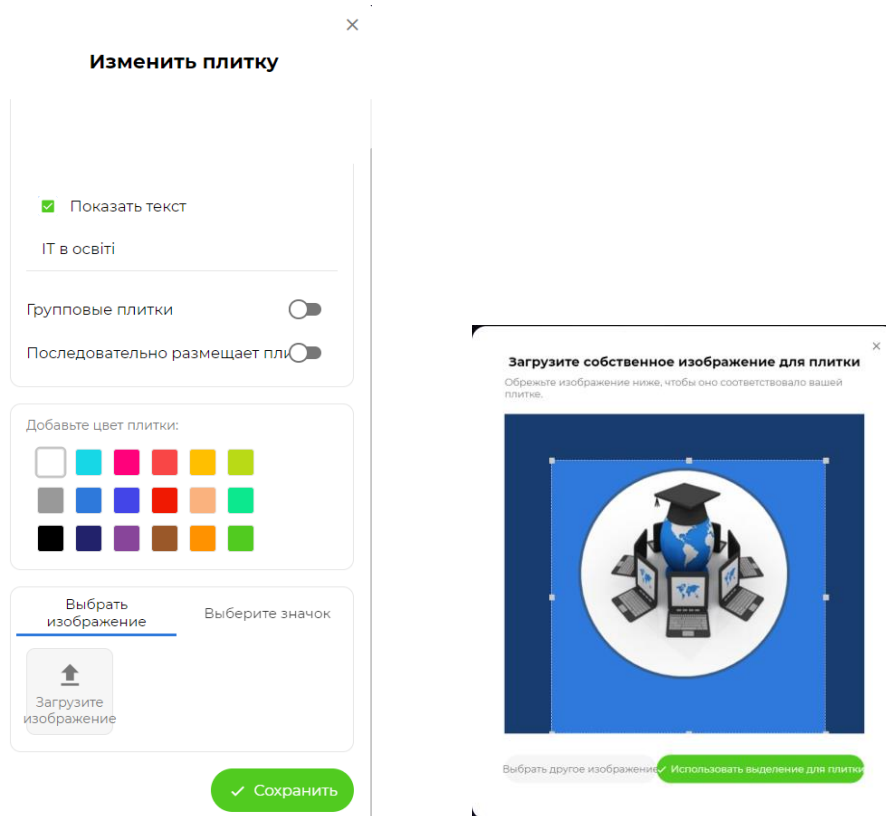 Изменить плитку
Показать текст
ІТ в освіті
Групповые плитки
Последовательно размещает пли
Добавьте цвет плитки:
Выбрать
изображение
Выберите значок
Загрузите
изображение
Сохранить
Загрузите собственное изображение для плитки
Обрежьте изображение ниже, чтобы оно соответствовало вашей
плитке.
Выбрать другое изображение
Использовать выделение для плитки